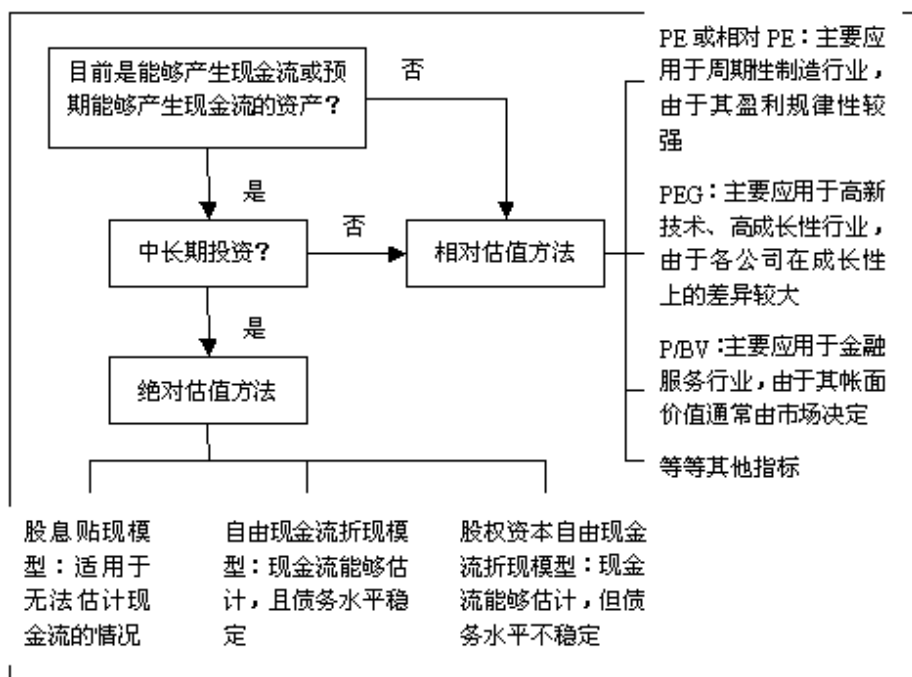 目前是能够产生现金流或预
期能够产生现金流的资产？
否
是
中长期投资？
否
相对估值方法
是
绝对估值方法
PE 或相对 PE：主要应
用于周期性制造行业，
由于其盈利规律性较
强
PEG：主要应用于高新
技术、高成长性行业，
由于各公司在成长性
上的差异较大
P/BV：主要应用于金融
服务行业，由于其帐面
价值通常由市场决定
等等其他指标
股息贴现模
型：适用于
无法估计现
金流的情况
自由现金流折现模
型：现金流能够估
计，且债务水平稳
定
股权资本自由现金
流折现模型：现金
流能够估计，但债
务水平不稳定